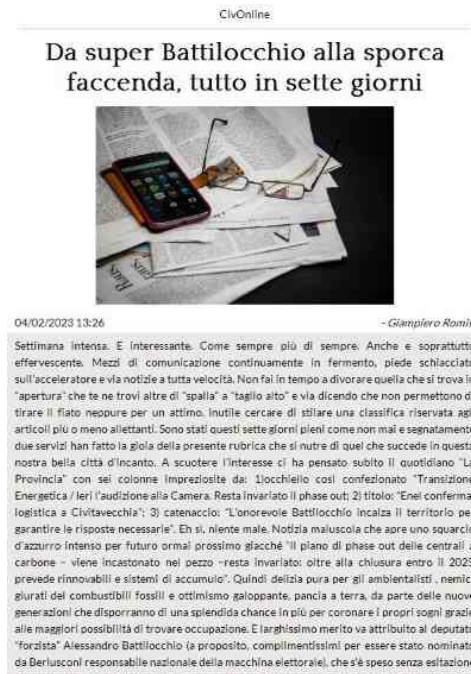 CivOnline
Da super Battilocchio alla sporca
faccenda, tutto in sette giorni
04/02/2023 13:26
- Giampiero Romiti
Settimana intensa. E interessante. Come sempre più di sempre. Anche e soprattutto
effervescente. Mezzi di comunicazione continuamente in fermento, piede schiacciato
sull'acceleratore e via notizie a tutta velocità. Non fai in tempo a divorare quella che si trova in
"apertura" che te ne trovi altre di "spalla" a "taglio alto" e via dicendo che non permettono di
tirare il fiato neppure per un attimo. Inutile cercare di stilare una classifica riservata agli
articoli più o meno allettanti. Sono stati questi sette giorni pieni come non mai e segnatamente
due servizi han fatto la gioia della presente rubrica che si nutre di quel che succede in questa
nostra bella città d'incanto. A scuotere l'interesse ci ha pensato subito il quotidiano "La
Provincia" con sei colonne impreziosite da: 1)occhiello così confezionato "Transizione
Energetica / Ieri l'audizione alla Camera. Resta invariato il phase out; 2) titolo: "Enel conferma:
logistica a Civitavecchia"; 3) catenaccio: "L'onorevole Battilocchio incalza il territorio per
garantire le risposte necessarie". Eh si, niente male. Notizia maiuscola che apre uno squarcio
d'azzurro intenso per futuro ormai prossimo giacché "il piano di phase out delle centrali a
carbone – viene incastonato nel pezzo –resta invariato: oltre alla chiusura entro il 2025
prevede rinnovabili e sistemi di accumulo". Quindi delizia pura per gli ambientalisti , nemici
giurati dei combustibili fossili e ottimismo galoppante, pancia a terra, da parte delle nuove
generazioni che disporranno di una splendida chance in più per coronare i propri sogni grazie
alle maggiori possibilità di trovare occupazione. E larghissimo merito va attribuito al deputato
"forzista" Alessandro Battilocchio (a proposito, complimentissimi per essere stato nominato
da Berlusconi responsabile nazionale della macchina elettorale), che s'è speso senza esitazione